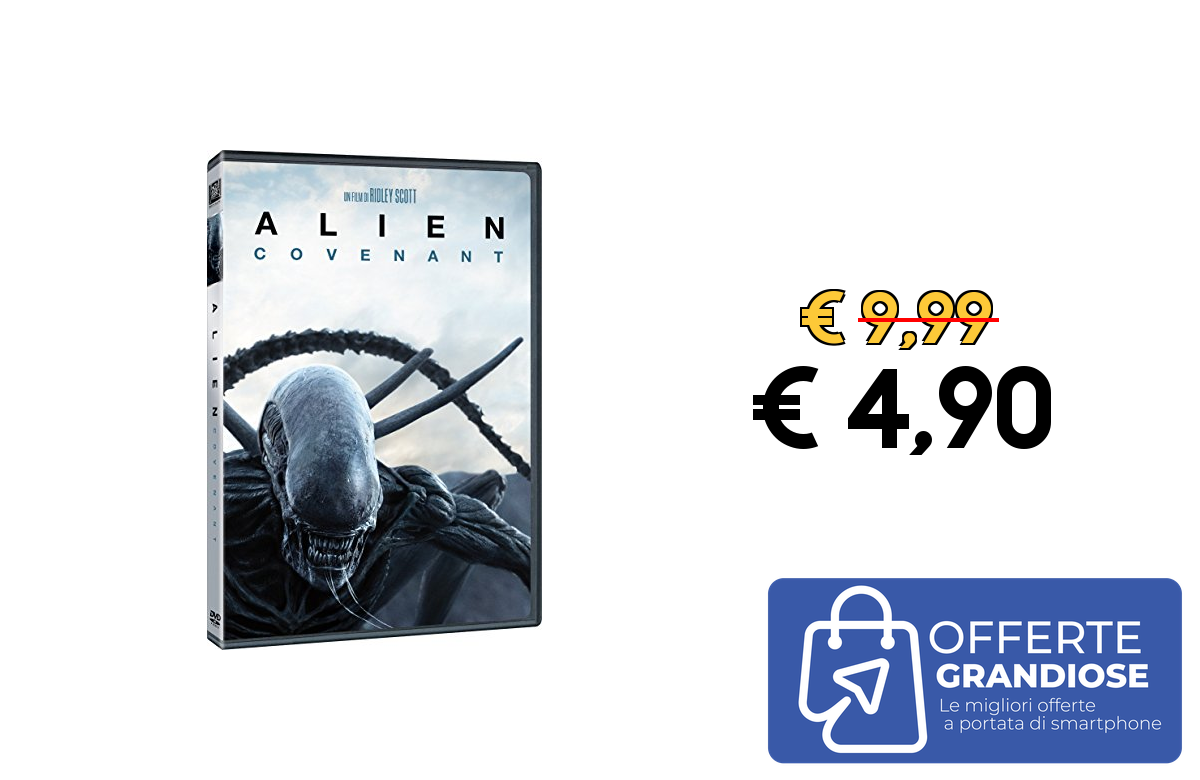 UN FILM DI RIDLEY SCOTT
ALIEN
COVENANT
ALIEN COVENANT
DVD
€ 9,99
€ 4,90
OFFERTE
GRANDIOSE
Le migliori offerte
a portata di smartphone